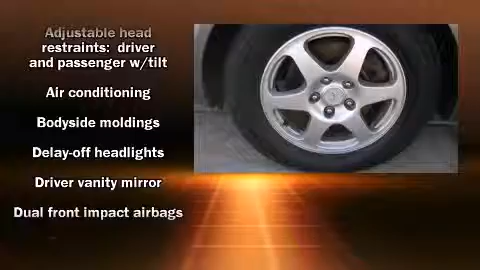 Adjustable head
restraints: driver
and passenger w/tilt
Air conditioning
Bodyside moldings
Delay-off headlights
Driver vanity mirror
Dual front impact airbags